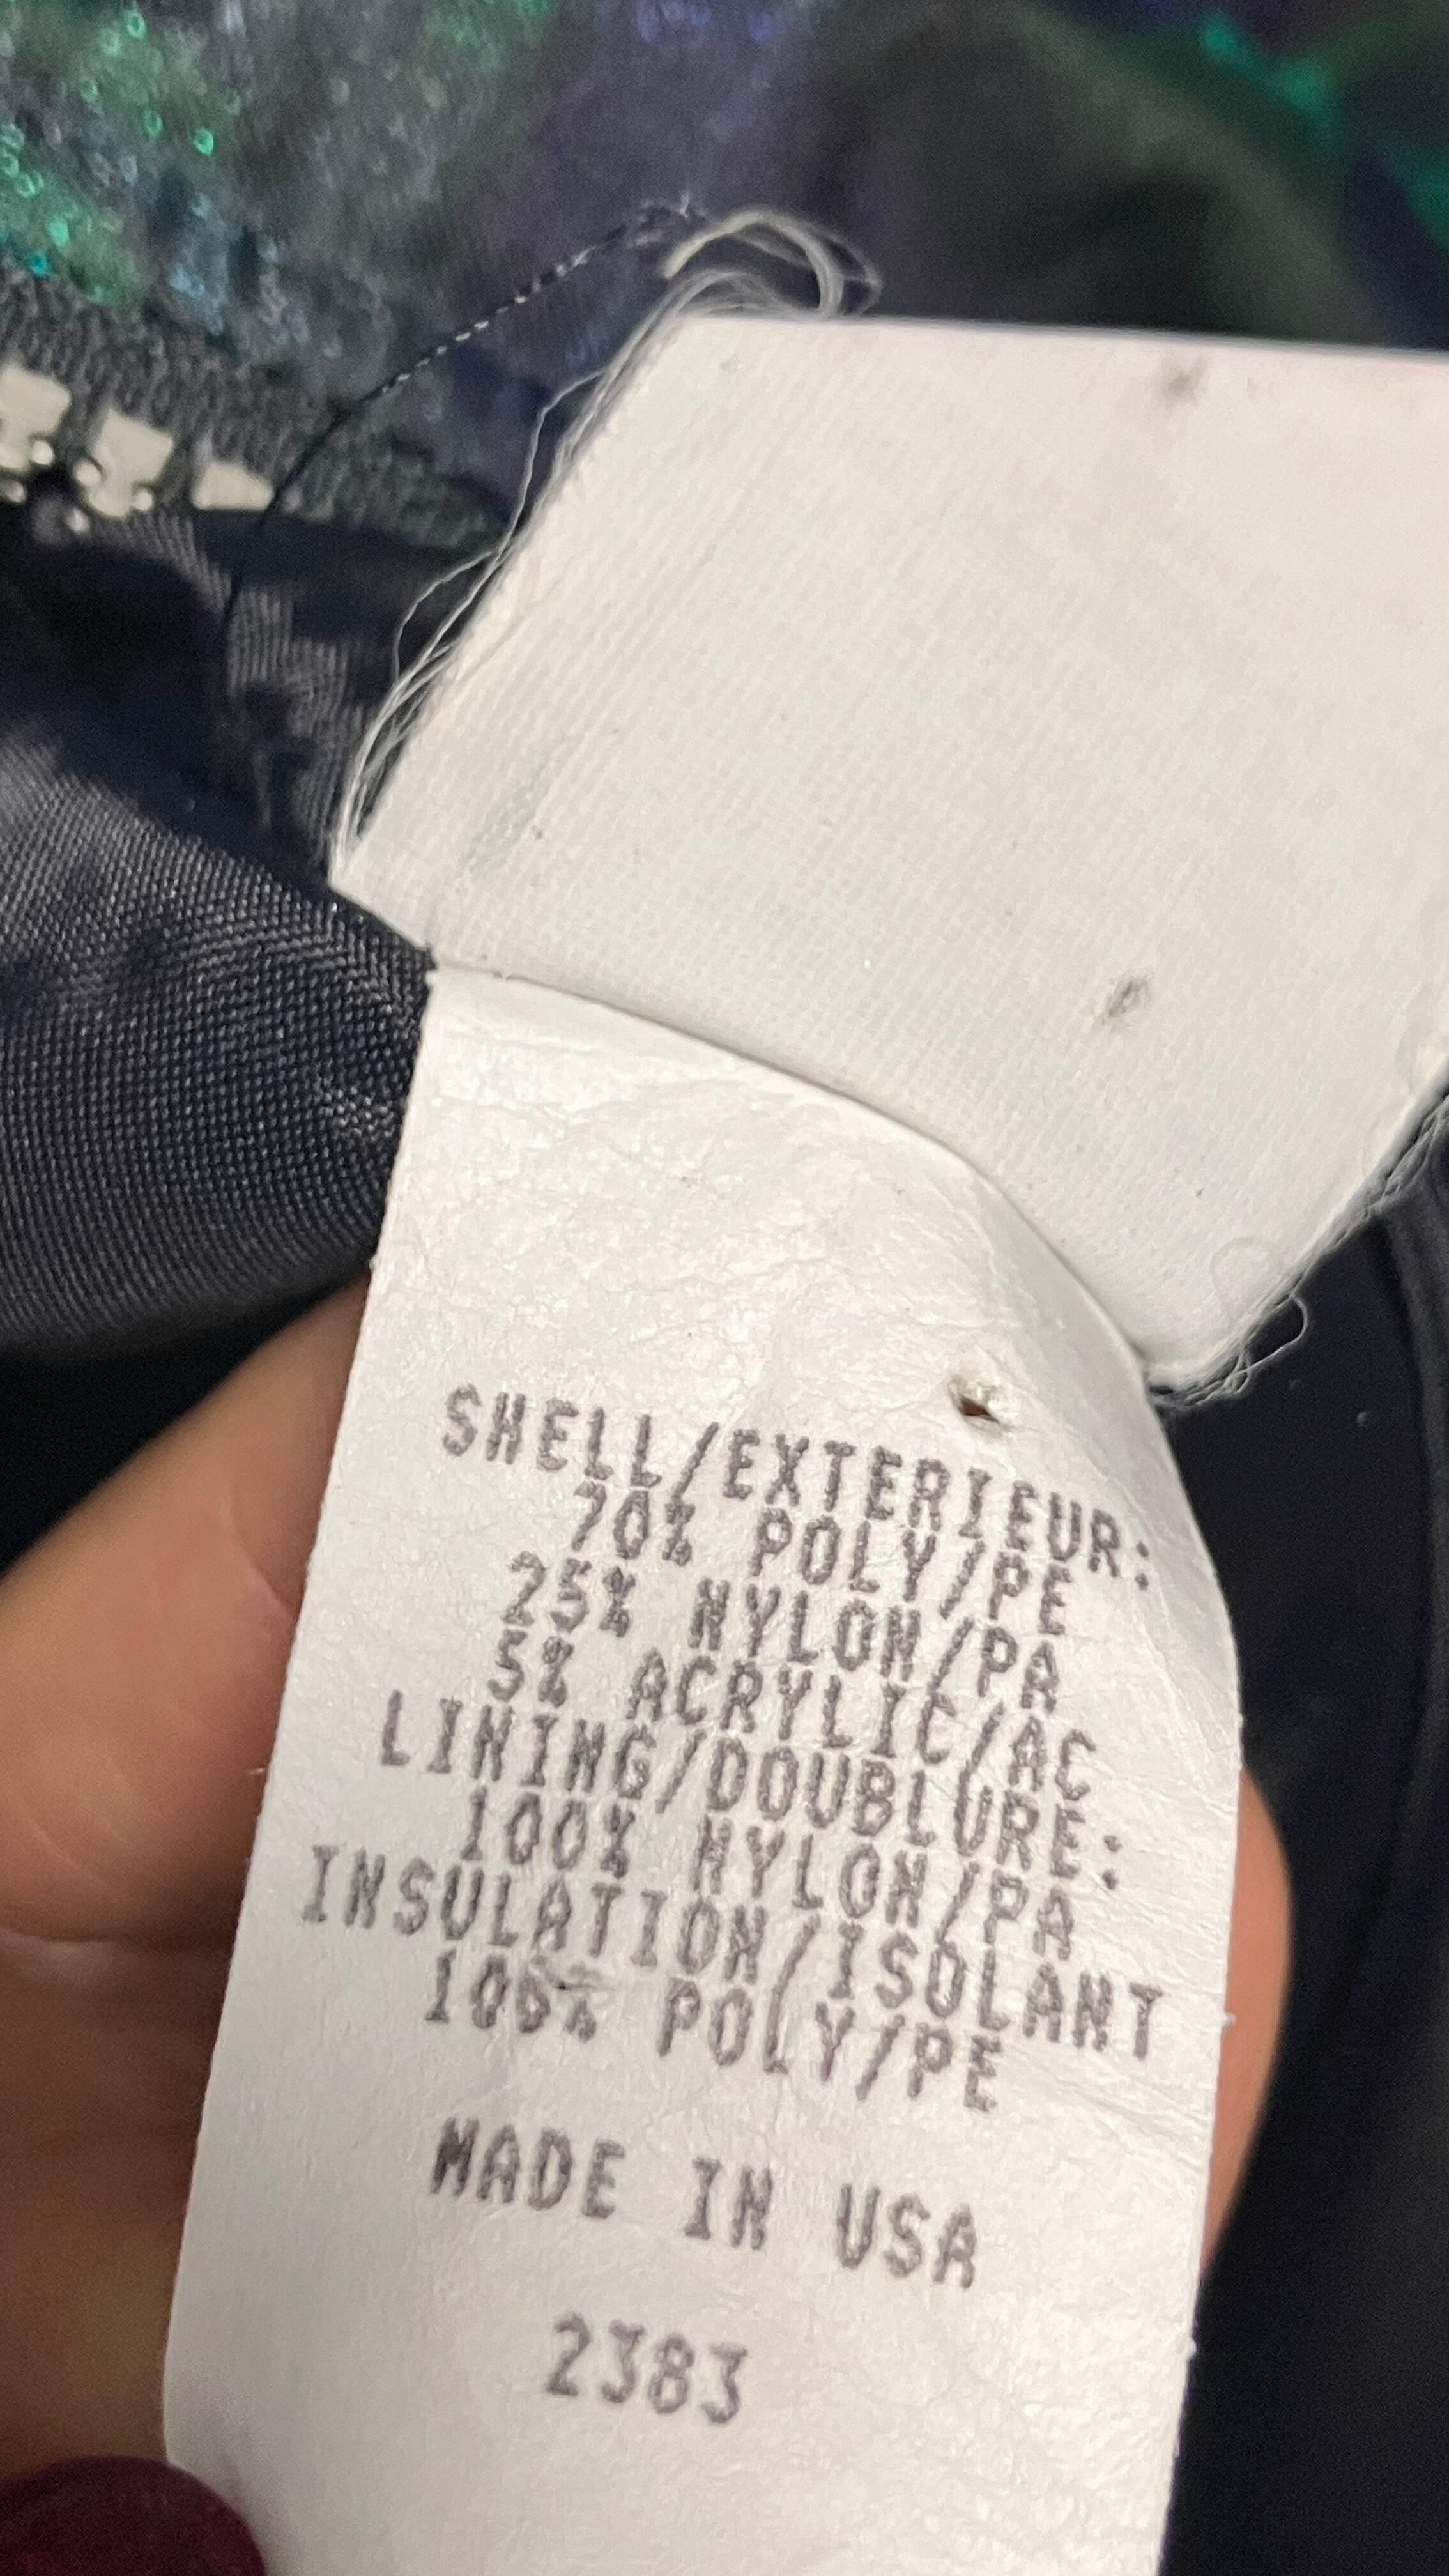 SHELL/EXTERIEUR:
70% POLY/PE
25% NYLON/PA
5% ACRYLIC/AC
LINING/DOUBLURE:
100% NYLON/PA
INSULATION/ISOLANT
100% POLY/PE
MADE IN USA
2383